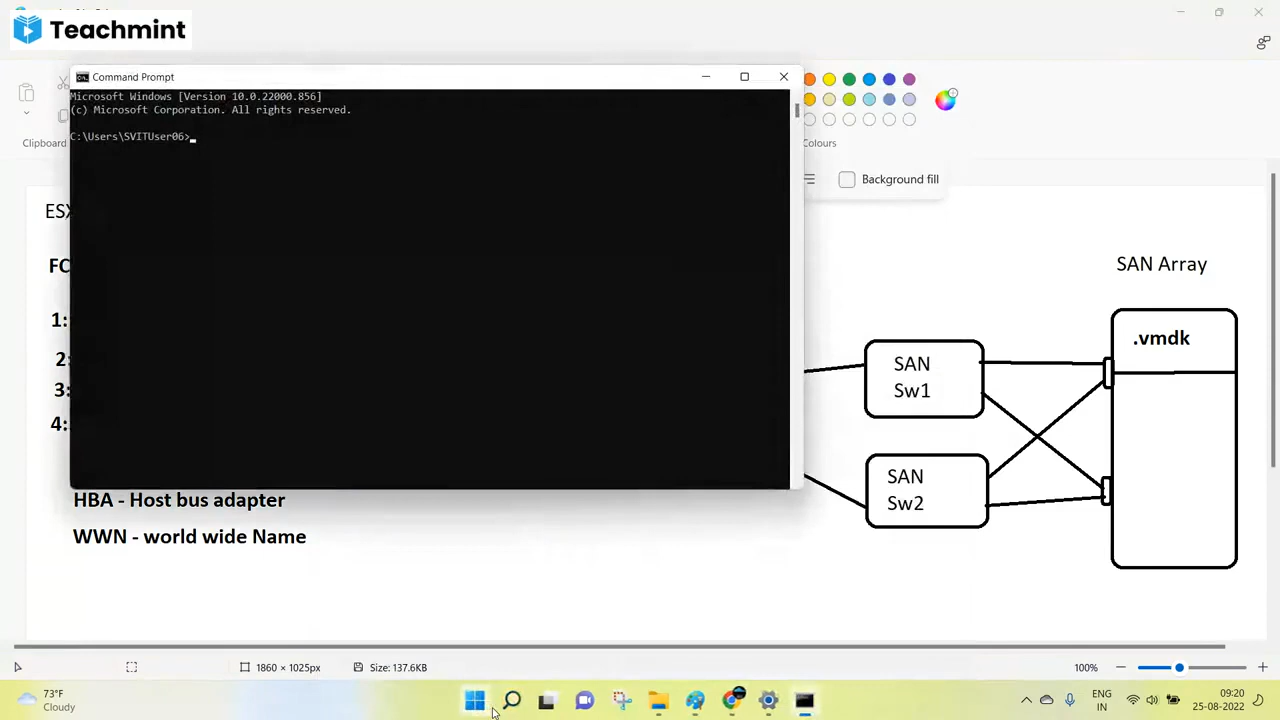 Teachmint
Command Prompt
Microsoft Windows [Version 10.0.22000.856]
(c) Microsoft Corporation. All rights reserved.
C:\Users\SVITUser06>
Clipboard
Colours
Background fill
ESX
FC
1:
2:
3:
4:
HBA - Host bus adapter
WWN - world wide Name
SAN
Sw1
SAN
Sw2
SAN Array
.vmdk
1860 × 1025px
Size: 137.6KB
100%
73°F
Cloudy
ENG
IN
09:20
25-08-2022